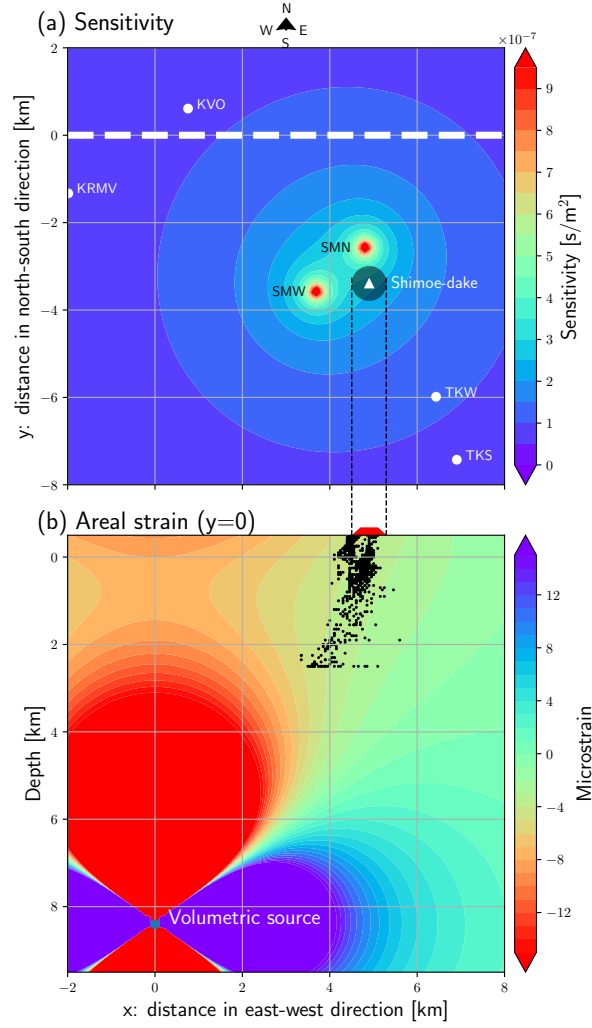 N
(a) Sensitivity
W E
S
×10⁻⁷
2
0
−2
−4
−6
−8
y: distance in north-south direction [km]
KVO
KRMV
SMN
SMW
Shimoe-dake
TKW
TKS
9
8
7
6
5
4
3
2
1
0
Sensitivity [s/m²]
(b) Areal strain (y=0)
0
2
4
6
8
Depth [km]
Volumetric source
12
8
4
0
−4
−8
−12
Microstrain
−2 0 2 4 6 8
x: distance in east-west direction [km]